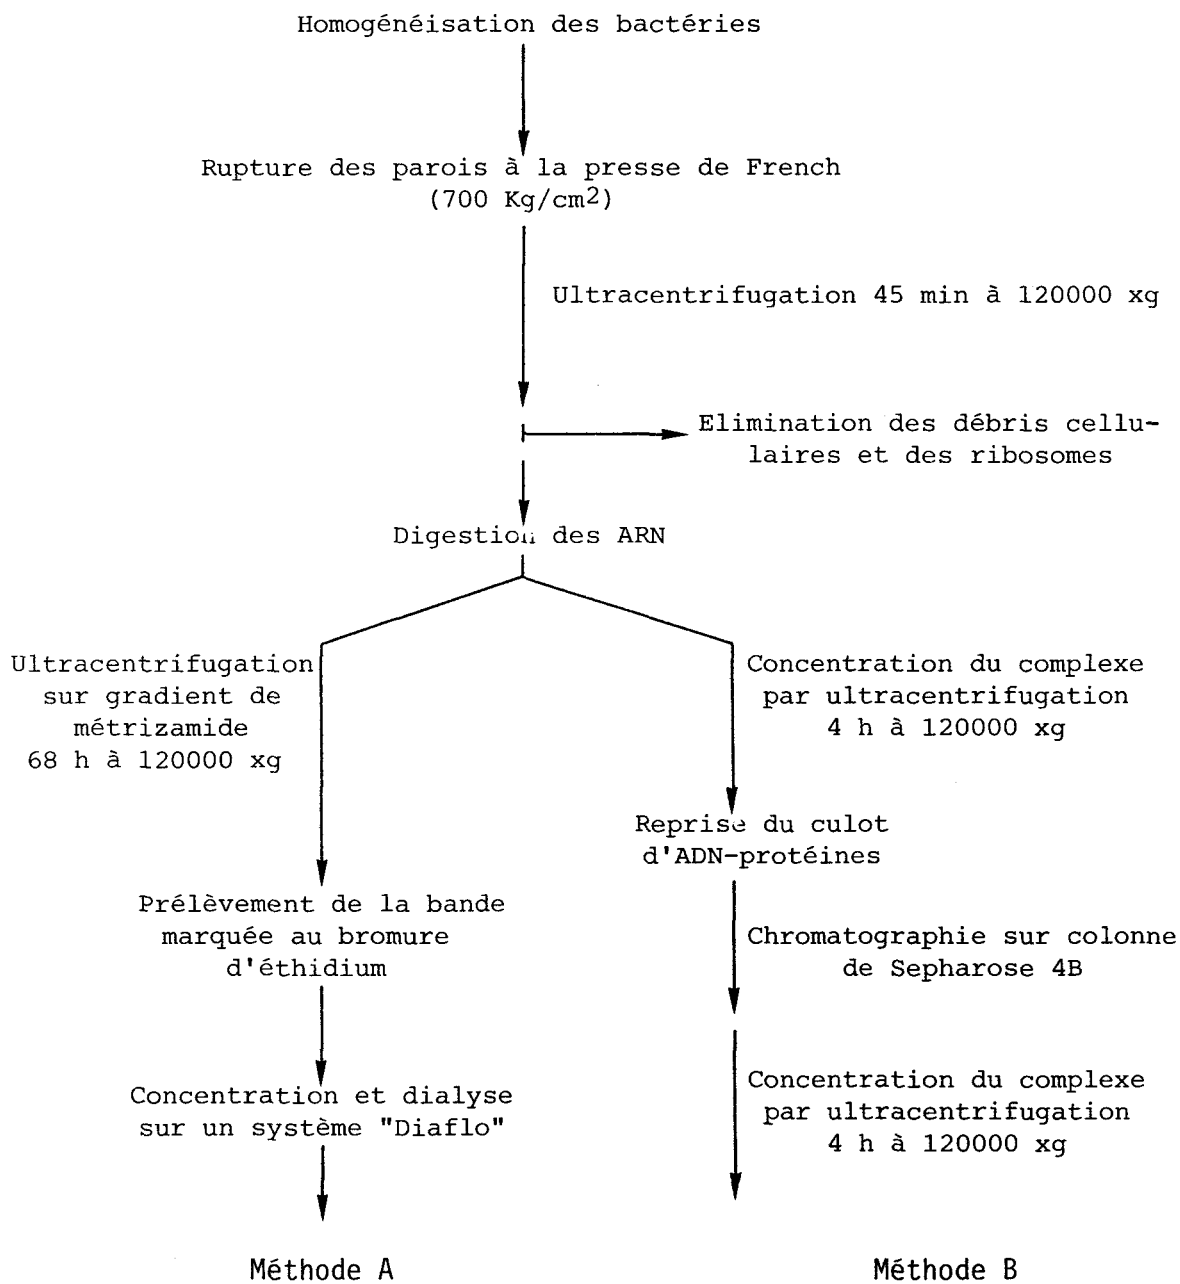 Homogénéisation des bactéries
Rupture des parois à la presse de French
(700 Kg/cm2)
Ultracentrifugation 45 min à 120000 xg
Elimination des débris cellu-
laires et des ribosomes
Digestion des ARN
Ultracentrifugation
sur gradient de
métrizamide
68 h à 120000 xg
Prélèvement de la bande
marquée au bromure
d'éthidium
Concentration et dialyse
sur un système "Diaflo"
Méthode A
Concentration du complexe
par ultracentrifugation
4 h à 120000 xg
Reprise du culot
d'ADN-protéines
Chromatographie sur colonne
de Sepharose 4B
Concentration du complexe
par ultracentrifugation
4 h à 120000 xg
Méthode B